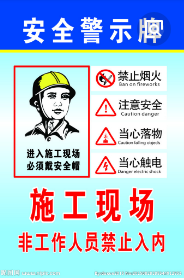 安全警示牌
禁止烟火
Ban on fireworks
注意安全
Caution danger
当心落物
Caution falling objects
当心触电
Danger electric shock
进入施工现场
必须戴安全帽
施工现场
非工作人员禁止入内